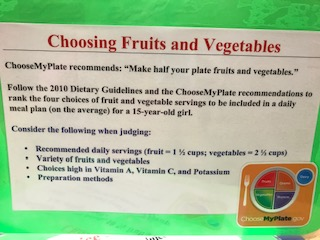 Choosing Fruits and Vegetables
ChooseMyPlate recommends: "Make half your plate fruits and vegetables."
Follow the 2010 Dietary Guidelines and the ChooseMyPlate recommendations to
rank the four choices of fruit and vegetable servings to be included in a daily
meal plan (on the average) for a 15-year-old girl.
Consider the following when judging:
• Recommended daily servings (fruit = 1 ½ cups; vegetables = 2 ½ cups)
• Variety of fruits and vegetables
• Choices high in Vitamin A, Vitamin C, and Potassium
• Preparation methods
ChooseMyPlate.gov